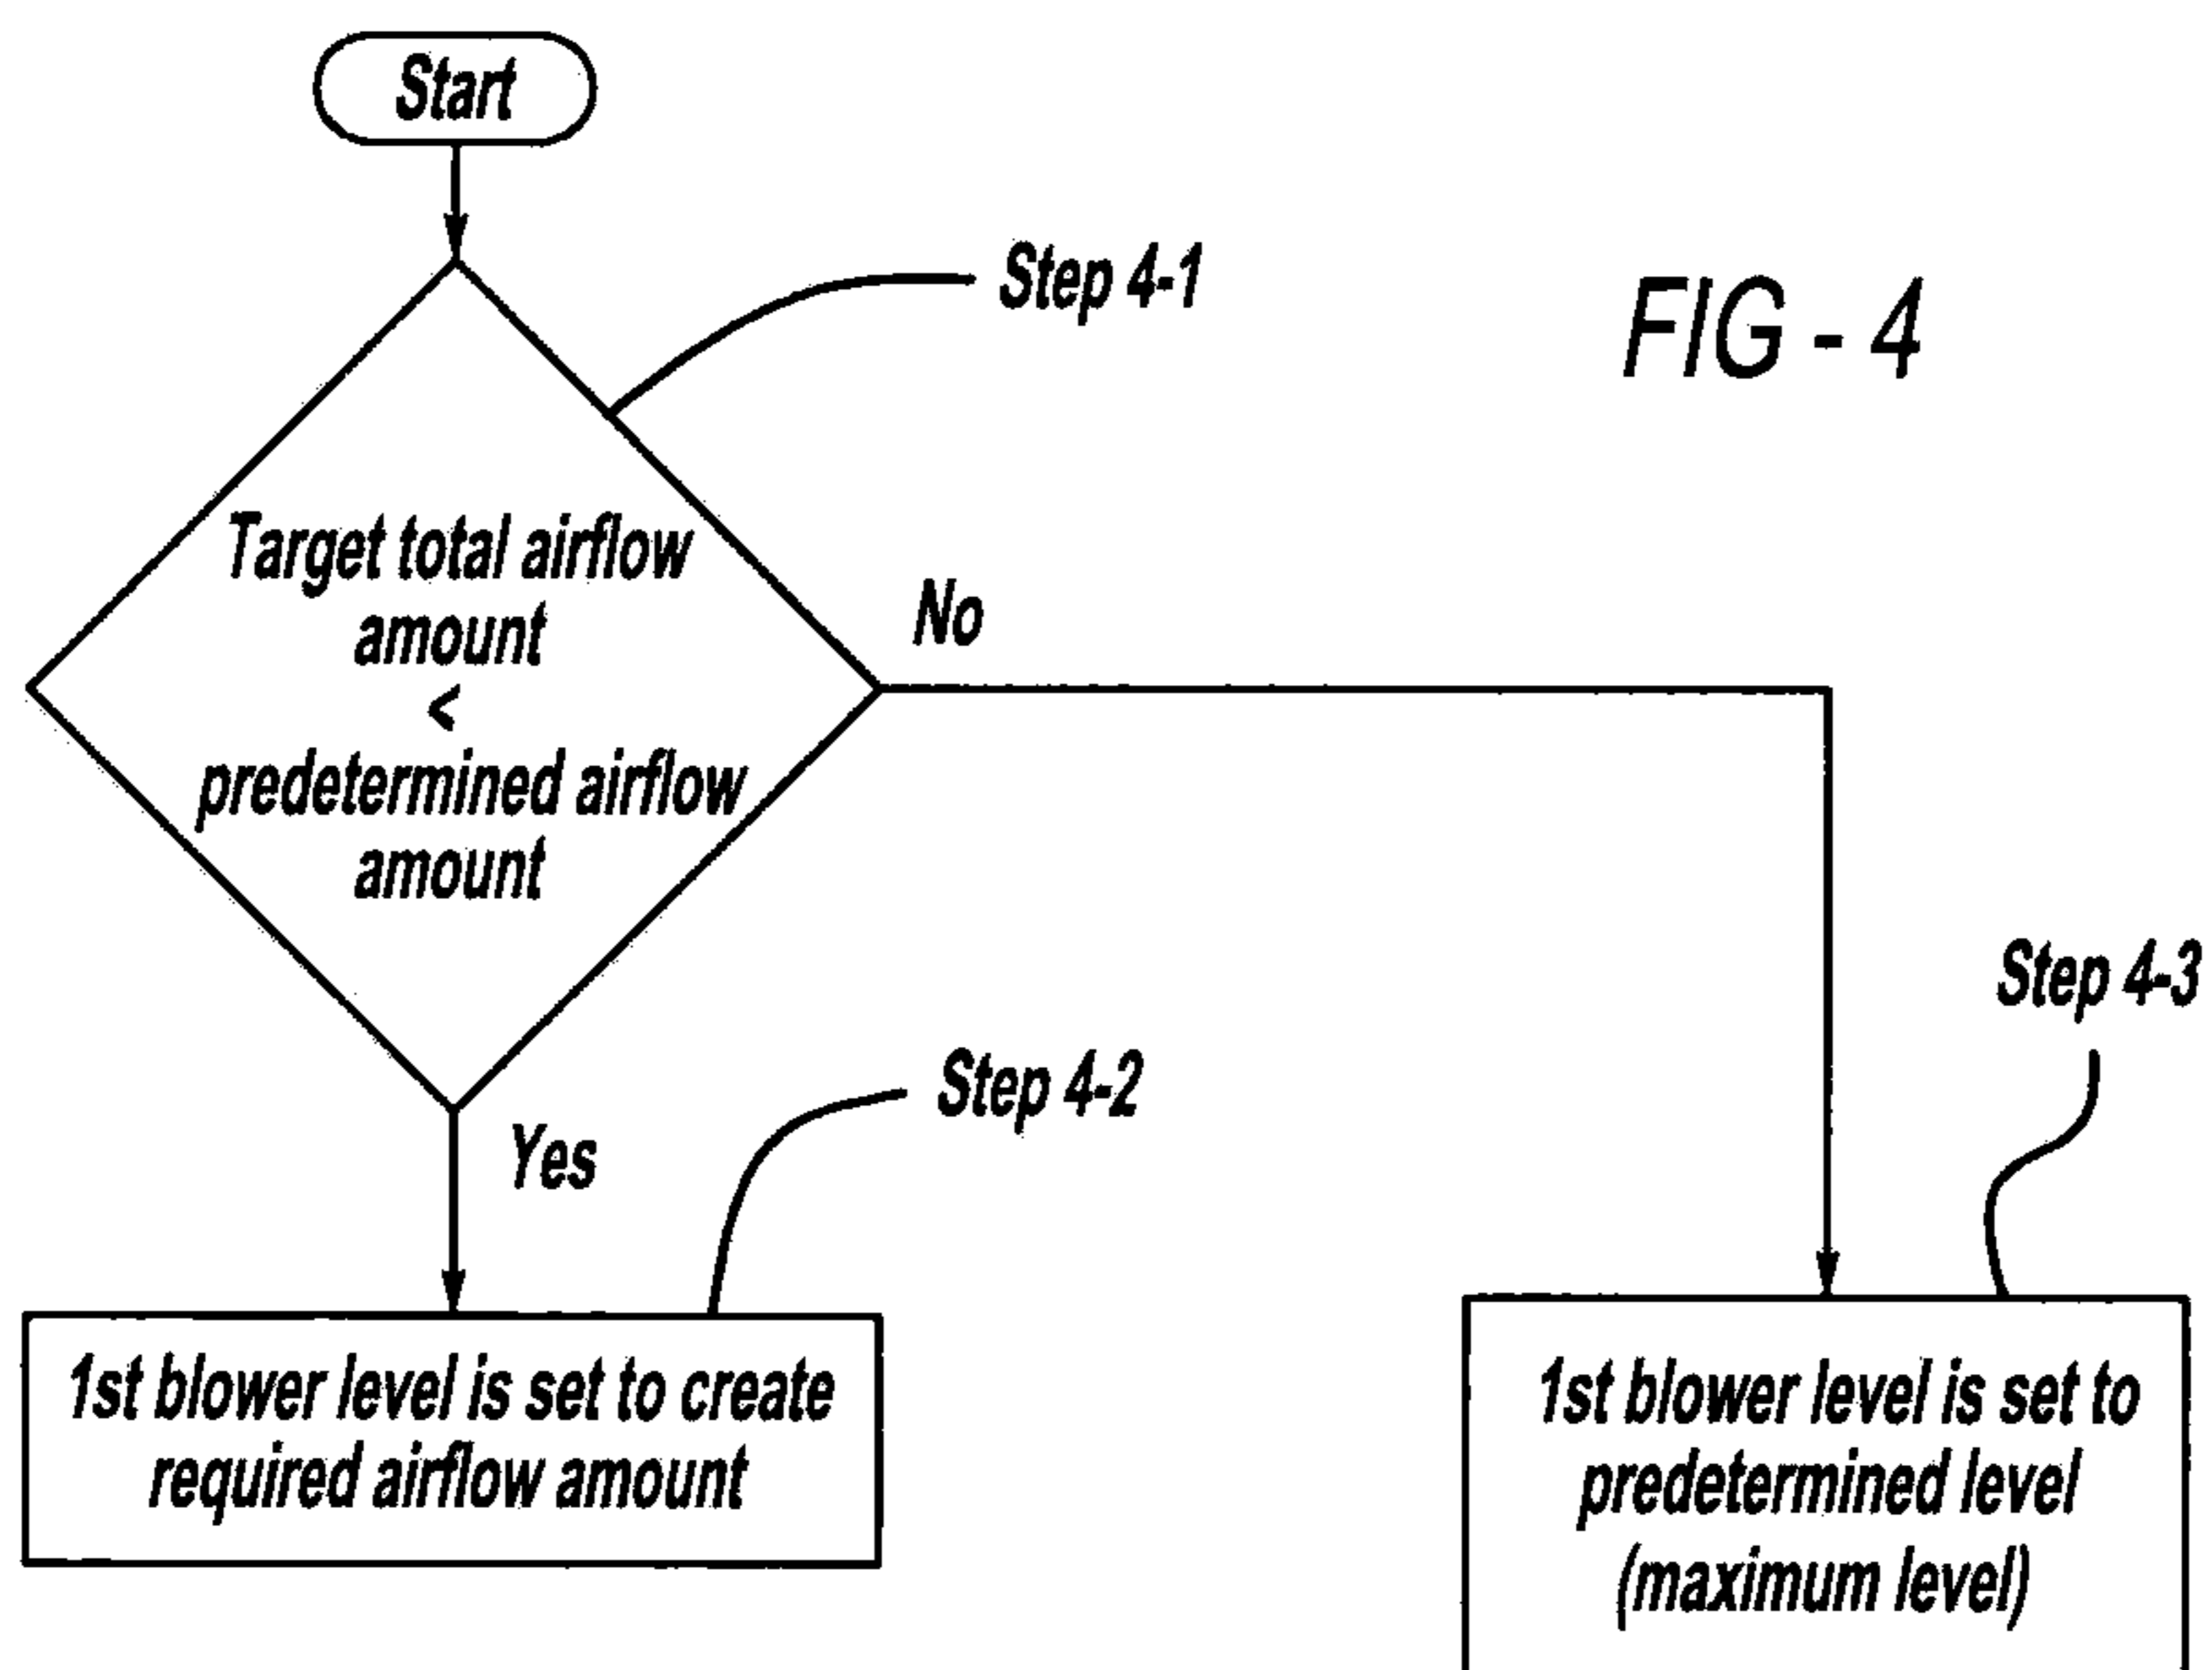 Start
Step 4-1
FIG - 4
Target total airflow
amount
<
predetermined airflow
amount
No
Yes
Step 4-2
Step 4-3
1st blower level is set to create
required airflow amount
1st blower level is set to
predetermined level
(maximum level)